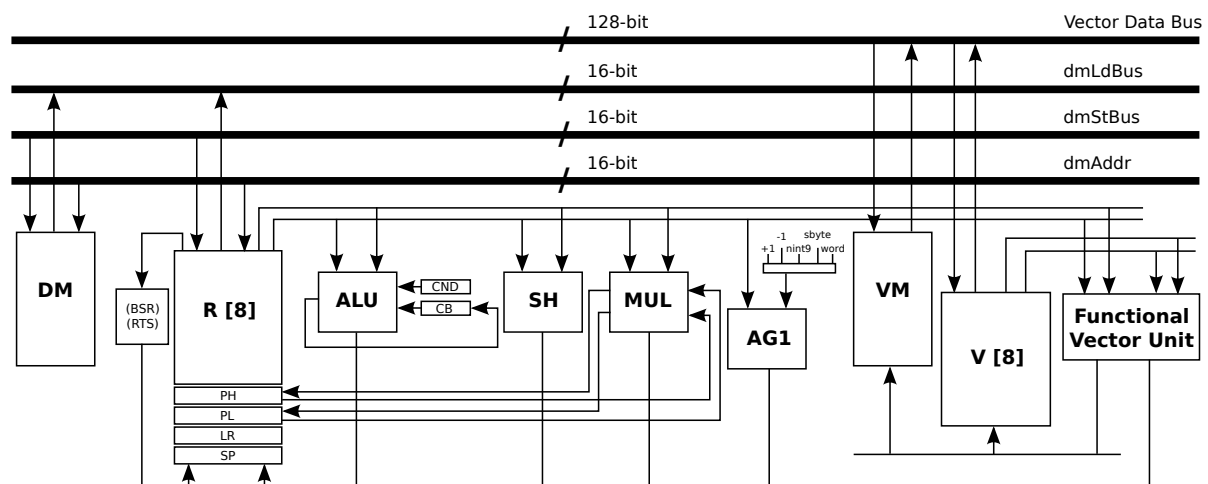 128-bit
Vector Data Bus
16-bit
dmLdBus
16-bit
dmStBus
16-bit
dmAddr
-1
sbyte
+1
nint9
word
DM
(BSR)
(RTS)
R [8]
ALU
CND
CB
SH
MUL
AG1
VM
V [8]
Functional
Vector Unit
PH
PL
LR
SP